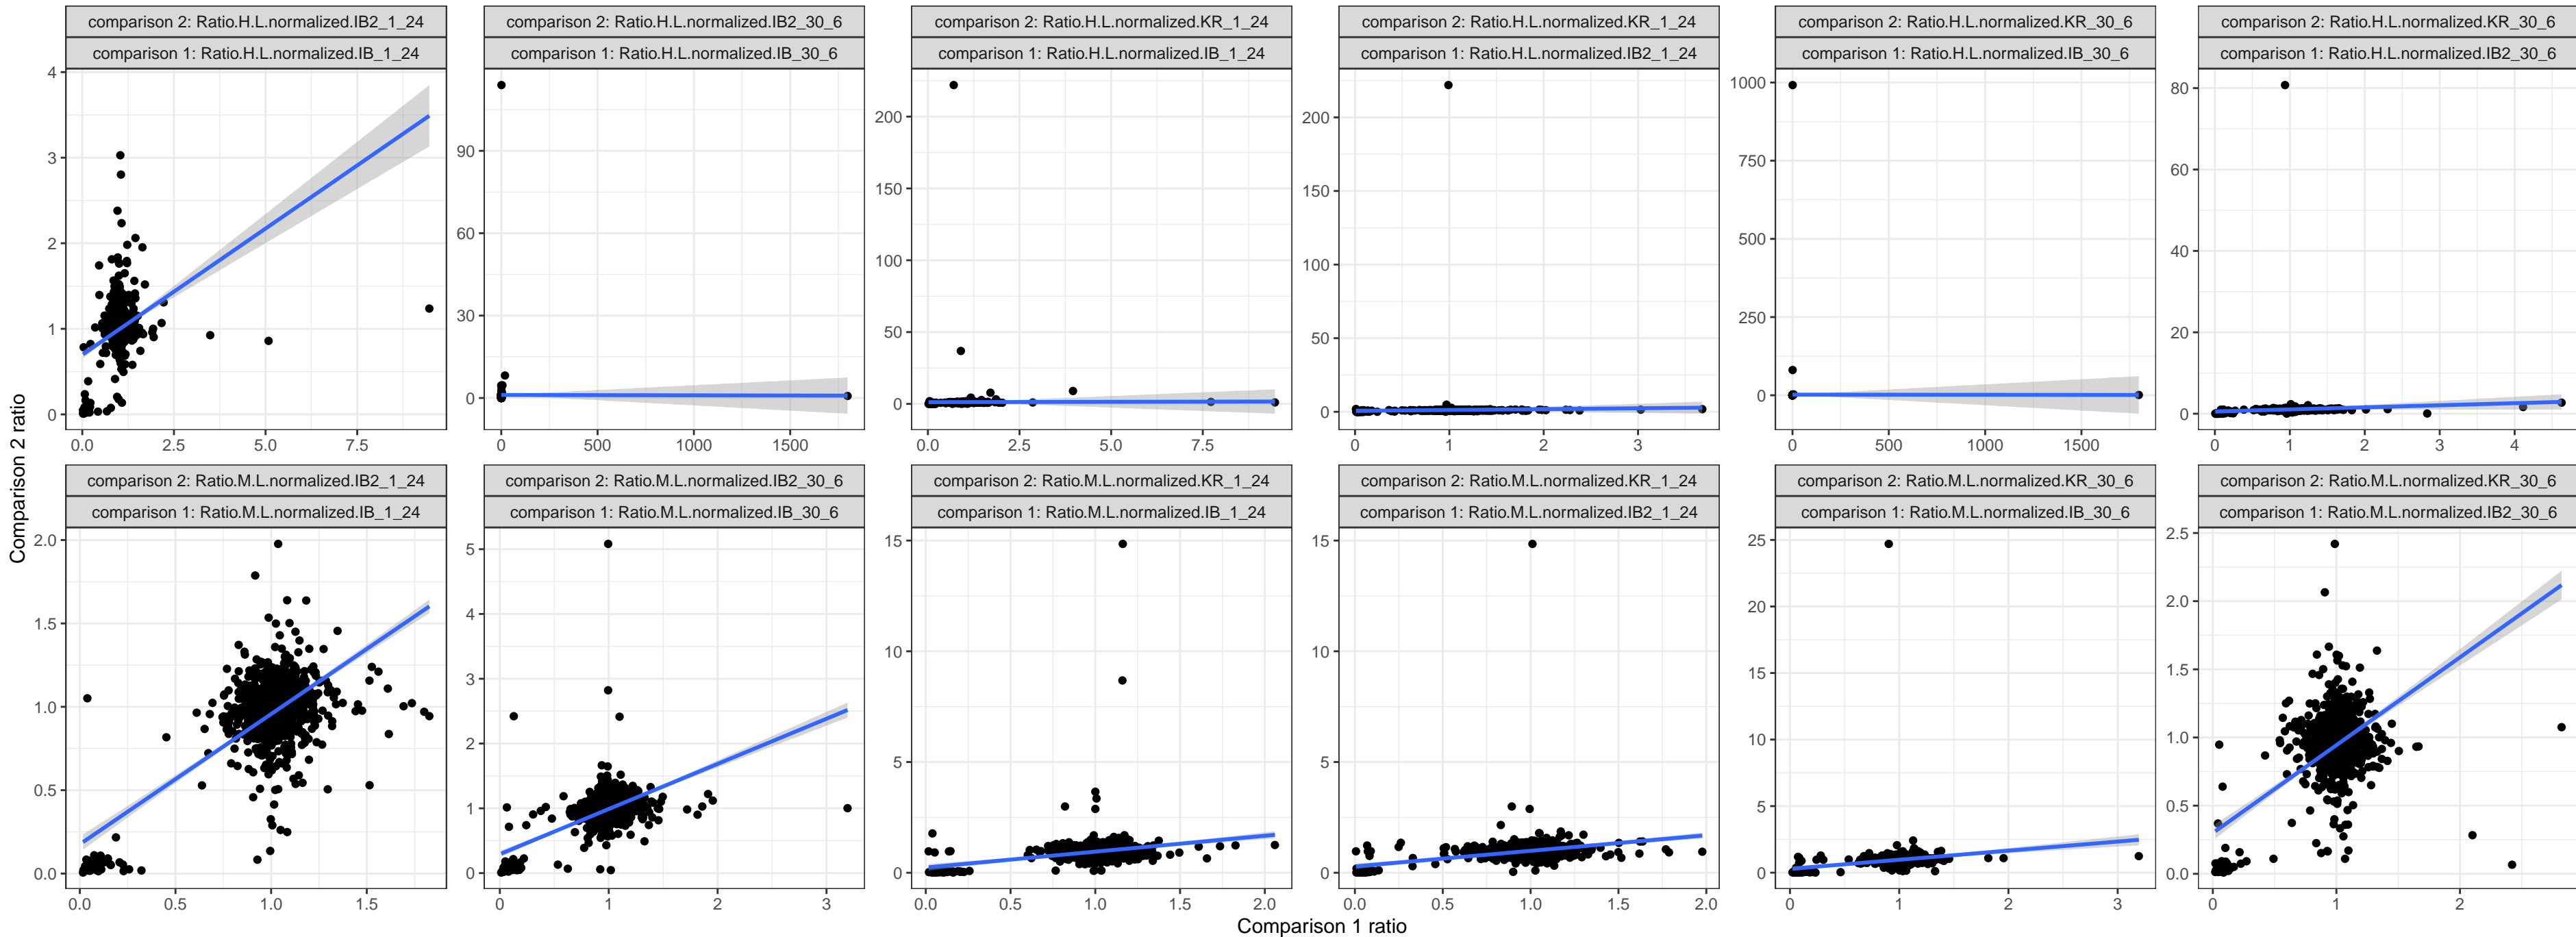 comparison 2: Ratio.H.L.normalized.IB2_1_24
comparison 1: Ratio.H.L.normalized.IB_1_24
4
3
2
1
0
0.0 2.5 5.0 7.5
comparison 2: Ratio.H.L.normalized.IB2_30_6
comparison 1: Ratio.H.L.normalized.IB_30_6
90
60
30
0
0 500 1000 1500
comparison 2: Ratio.H.L.normalized.KR_1_24
comparison 1: Ratio.H.L.normalized.IB_1_24
200
150
100
50
0
0.0 2.5 5.0 7.5
comparison 2: Ratio.H.L.normalized.KR_1_24
comparison 1: Ratio.H.L.normalized.IB2_1_24
200
150
100
50
0
0 1 2 3
comparison 2: Ratio.H.L.normalized.KR_30_6
comparison 1: Ratio.H.L.normalized.IB_30_6
1000
750
500
250
0
0 500 1000 1500
comparison 2: Ratio.H.L.normalized.KR_30_6
comparison 1: Ratio.H.L.normalized.IB2_30_6
80
60
40
20
0
0 1 2 3 4
Comparison 2 ratio
comparison 2: Ratio.M.L.normalized.IB2_1_24
comparison 1: Ratio.M.L.normalized.IB_1_24
2.0
1.5
1.0
0.5
0.0
0.0 0.5 1.0 1.5
comparison 2: Ratio.M.L.normalized.IB2_30_6
comparison 1: Ratio.M.L.normalized.IB_30_6
5
4
3
2
1
0
0 1 2 3
comparison 2: Ratio.M.L.normalized.KR_1_24
comparison 1: Ratio.M.L.normalized.IB_1_24
15
10
5
0
0.0 0.5 1.0 1.5 2.0
comparison 2: Ratio.M.L.normalized.KR_1_24
comparison 1: Ratio.M.L.normalized.IB2_1_24
15
10
5
0
0.0 0.5 1.0 1.5 2.0
comparison 2: Ratio.M.L.normalized.KR_30_6
comparison 1: Ratio.M.L.normalized.IB_30_6
25
20
15
10
5
0
0 1 2 3
comparison 2: Ratio.M.L.normalized.KR_30_6
comparison 1: Ratio.M.L.normalized.IB2_30_6
2.5
2.0
1.5
1.0
0.5
0.0
0 1 2
Comparison 1 ratio